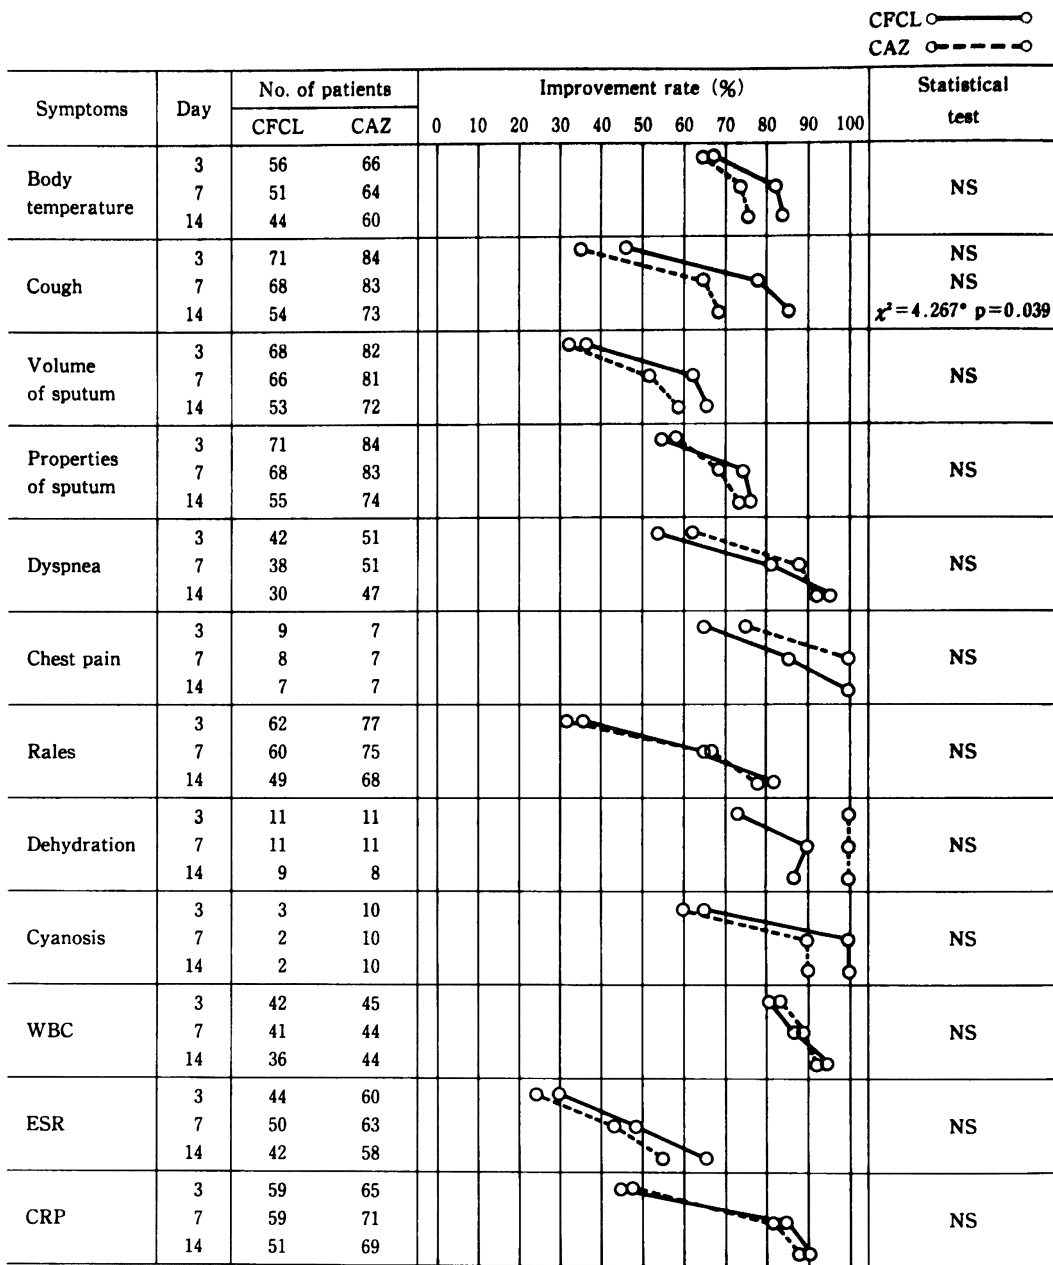 CFCL
CAZ
Symptoms Day No. of patients Improvement rate (%) Statistical test
CFCL CAZ 0 10 20 30 40 50 60 70 80 90 100
Body temperature
3 56 66
7 51 64 NS
14 44 60
Cough
3 71 84 NS
7 68 83 NS
14 54 73 χ²=4.267* p=0.039
Volume of sputum
3 68 82
7 66 81 NS
14 53 72
Properties of sputum
3 71 84
7 68 83 NS
14 55 74
Dyspnea
3 42 51
7 38 51 NS
14 30 47
Chest pain
3 9 7
7 8 7 NS
14 7 7
Rales
3 62 77
7 60 75 NS
14 49 68
Dehydration
3 11 11
7 11 11 NS
14 9 8
Cyanosis
3 3 10
7 2 10 NS
14 2 10
WBC
3 42 45
7 41 44 NS
14 36 44
ESR
3 44 60
7 50 63 NS
14 42 58
CRP
3 59 65
7 59 71 NS
14 51 69